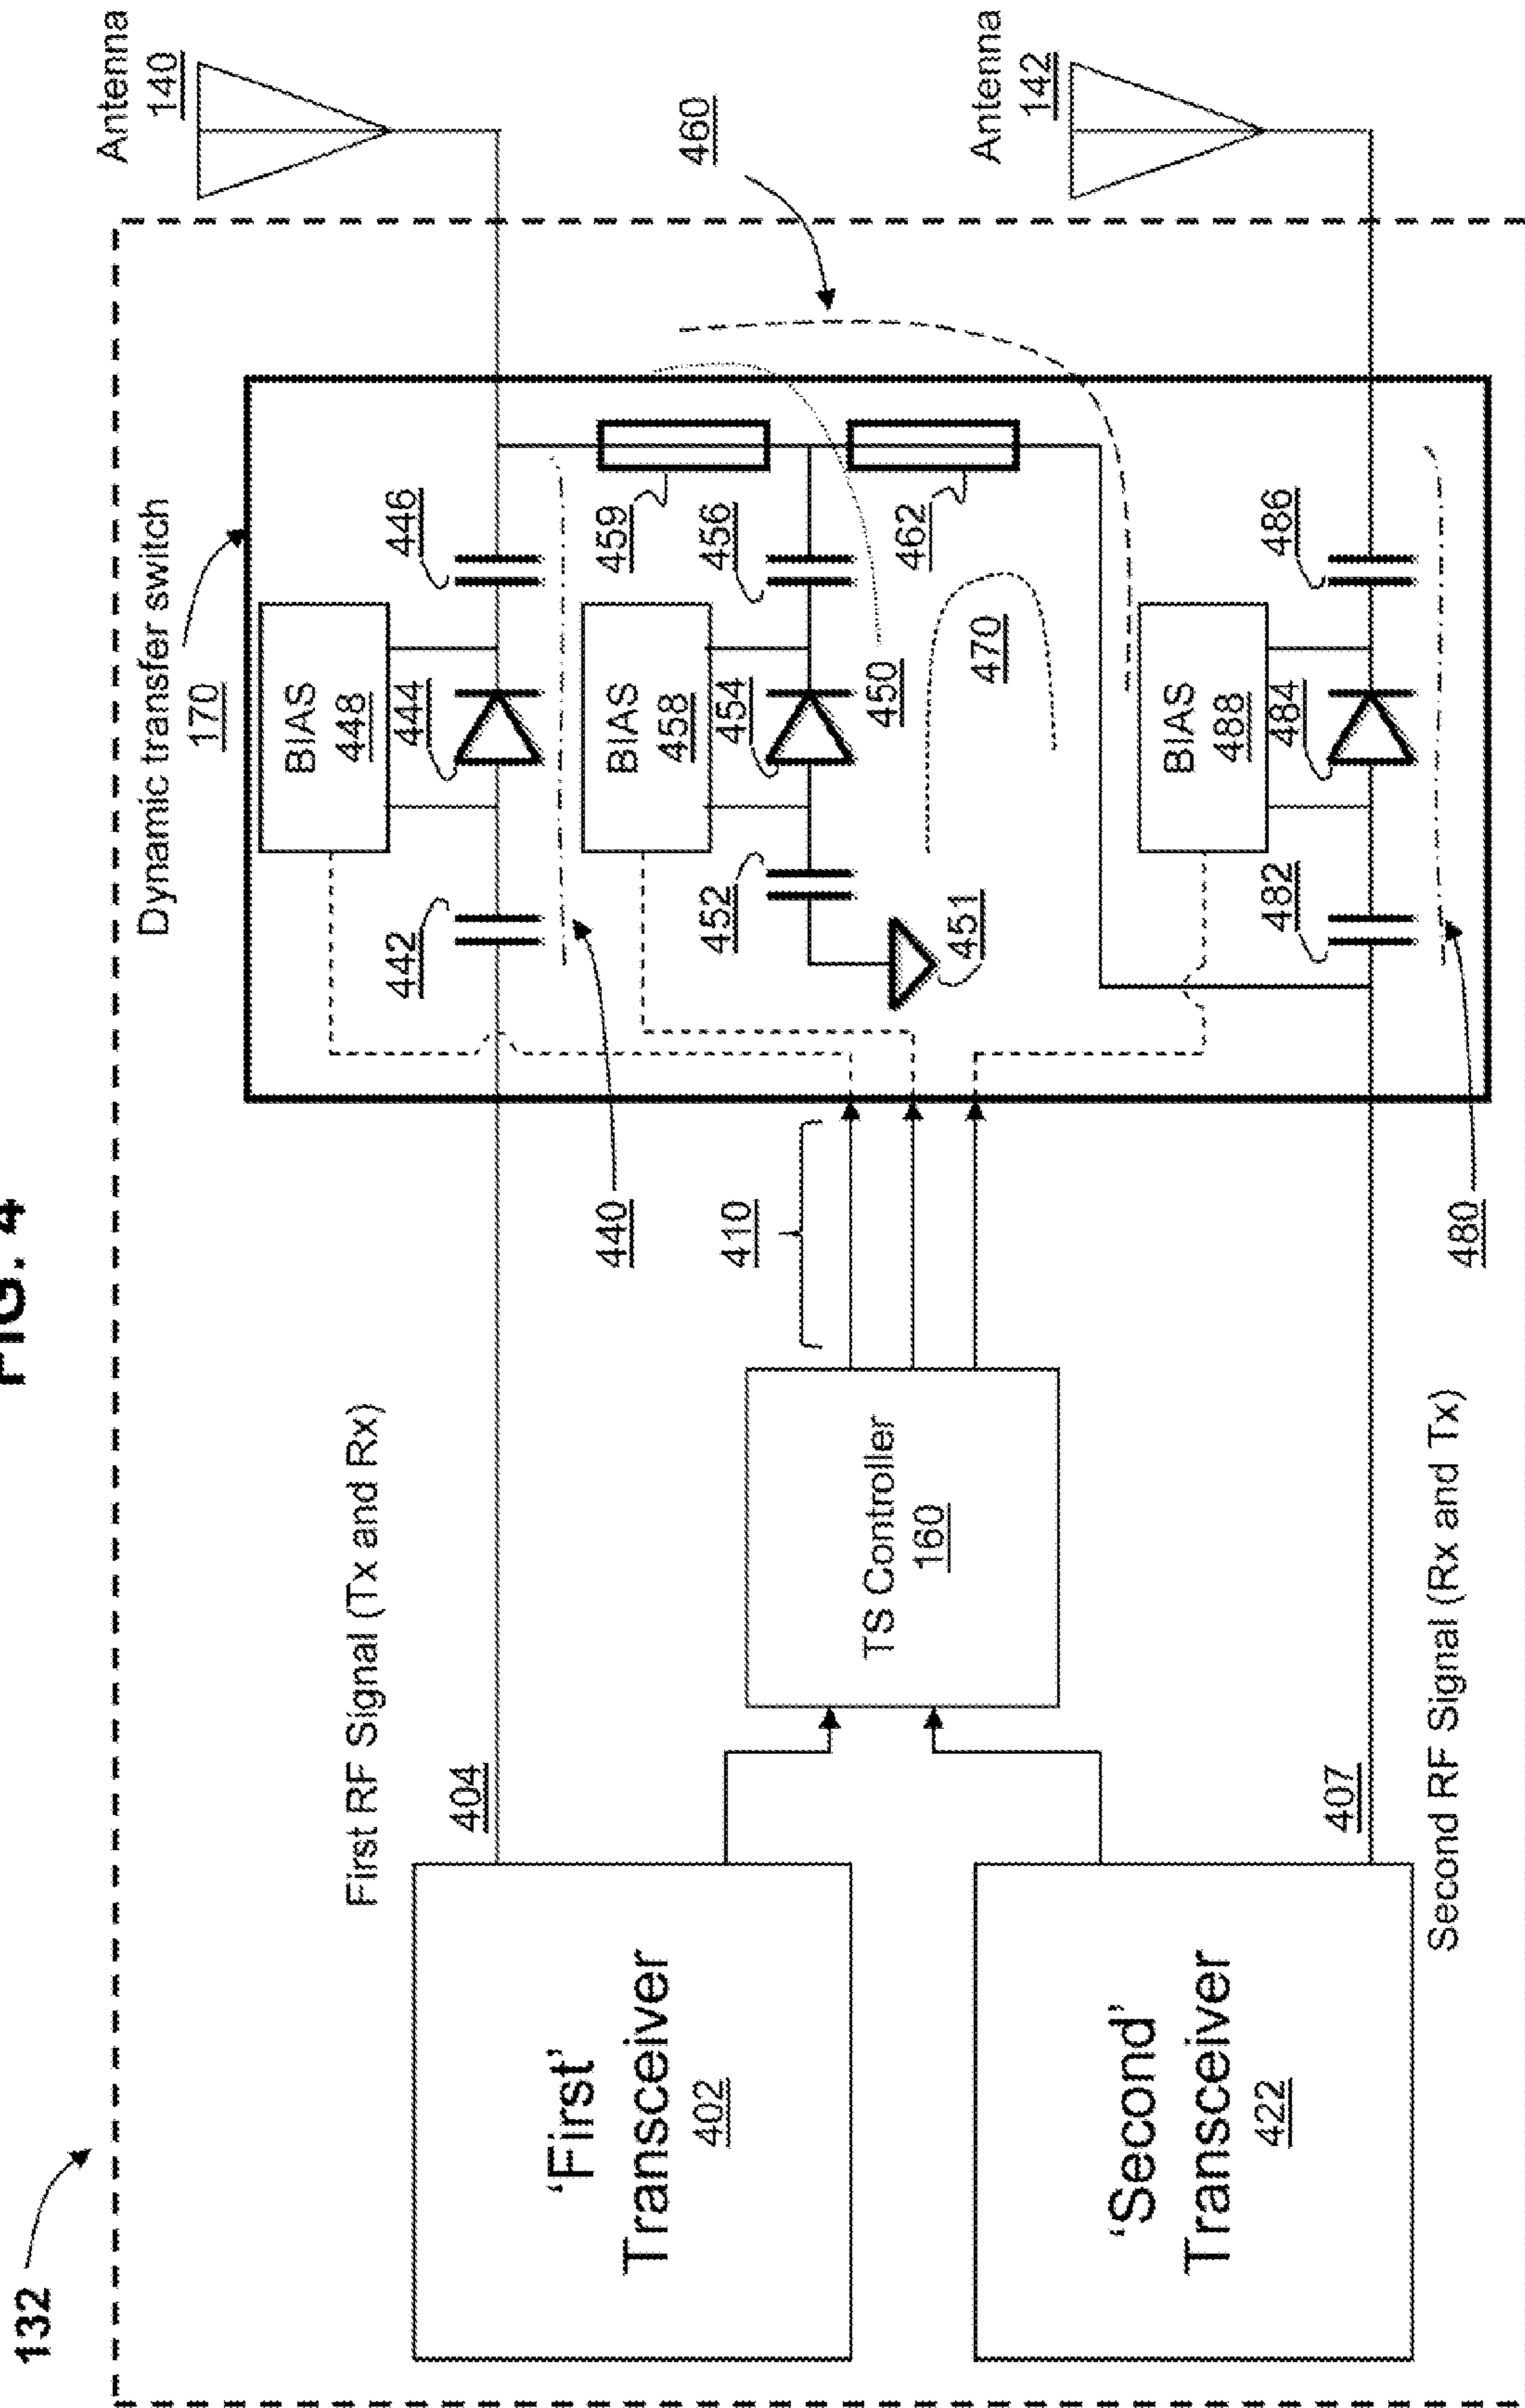 FIG. 4
132
Dynamic transfer switch
170
Antenna
140
Antenna
142
First RF Signal (Tx and Rx)
404
'First'
Transceiver
402
'Second'
Transceiver
422
407
Second RF Signal (Rx and Tx)
TS Controller
160
410
440
442
BIAS
448
444
446
BIAS
458
454
452
451
456
459
450
460
462
470
BIAS
488
484
482
486
480